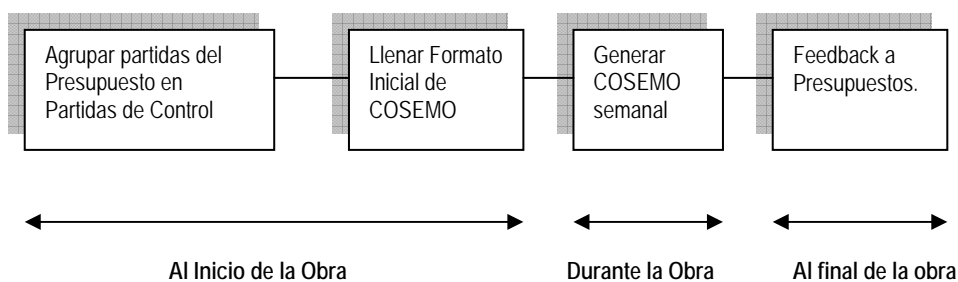 Agrupar partidas del
Presupuesto en
Partidas de Control
Llenar Formato
Inicial de
COSEMO
Generar
COSEMO
semanal
Feedback a
Presupuestos.
Al Inicio de la Obra
Durante la Obra
Al final de la obra